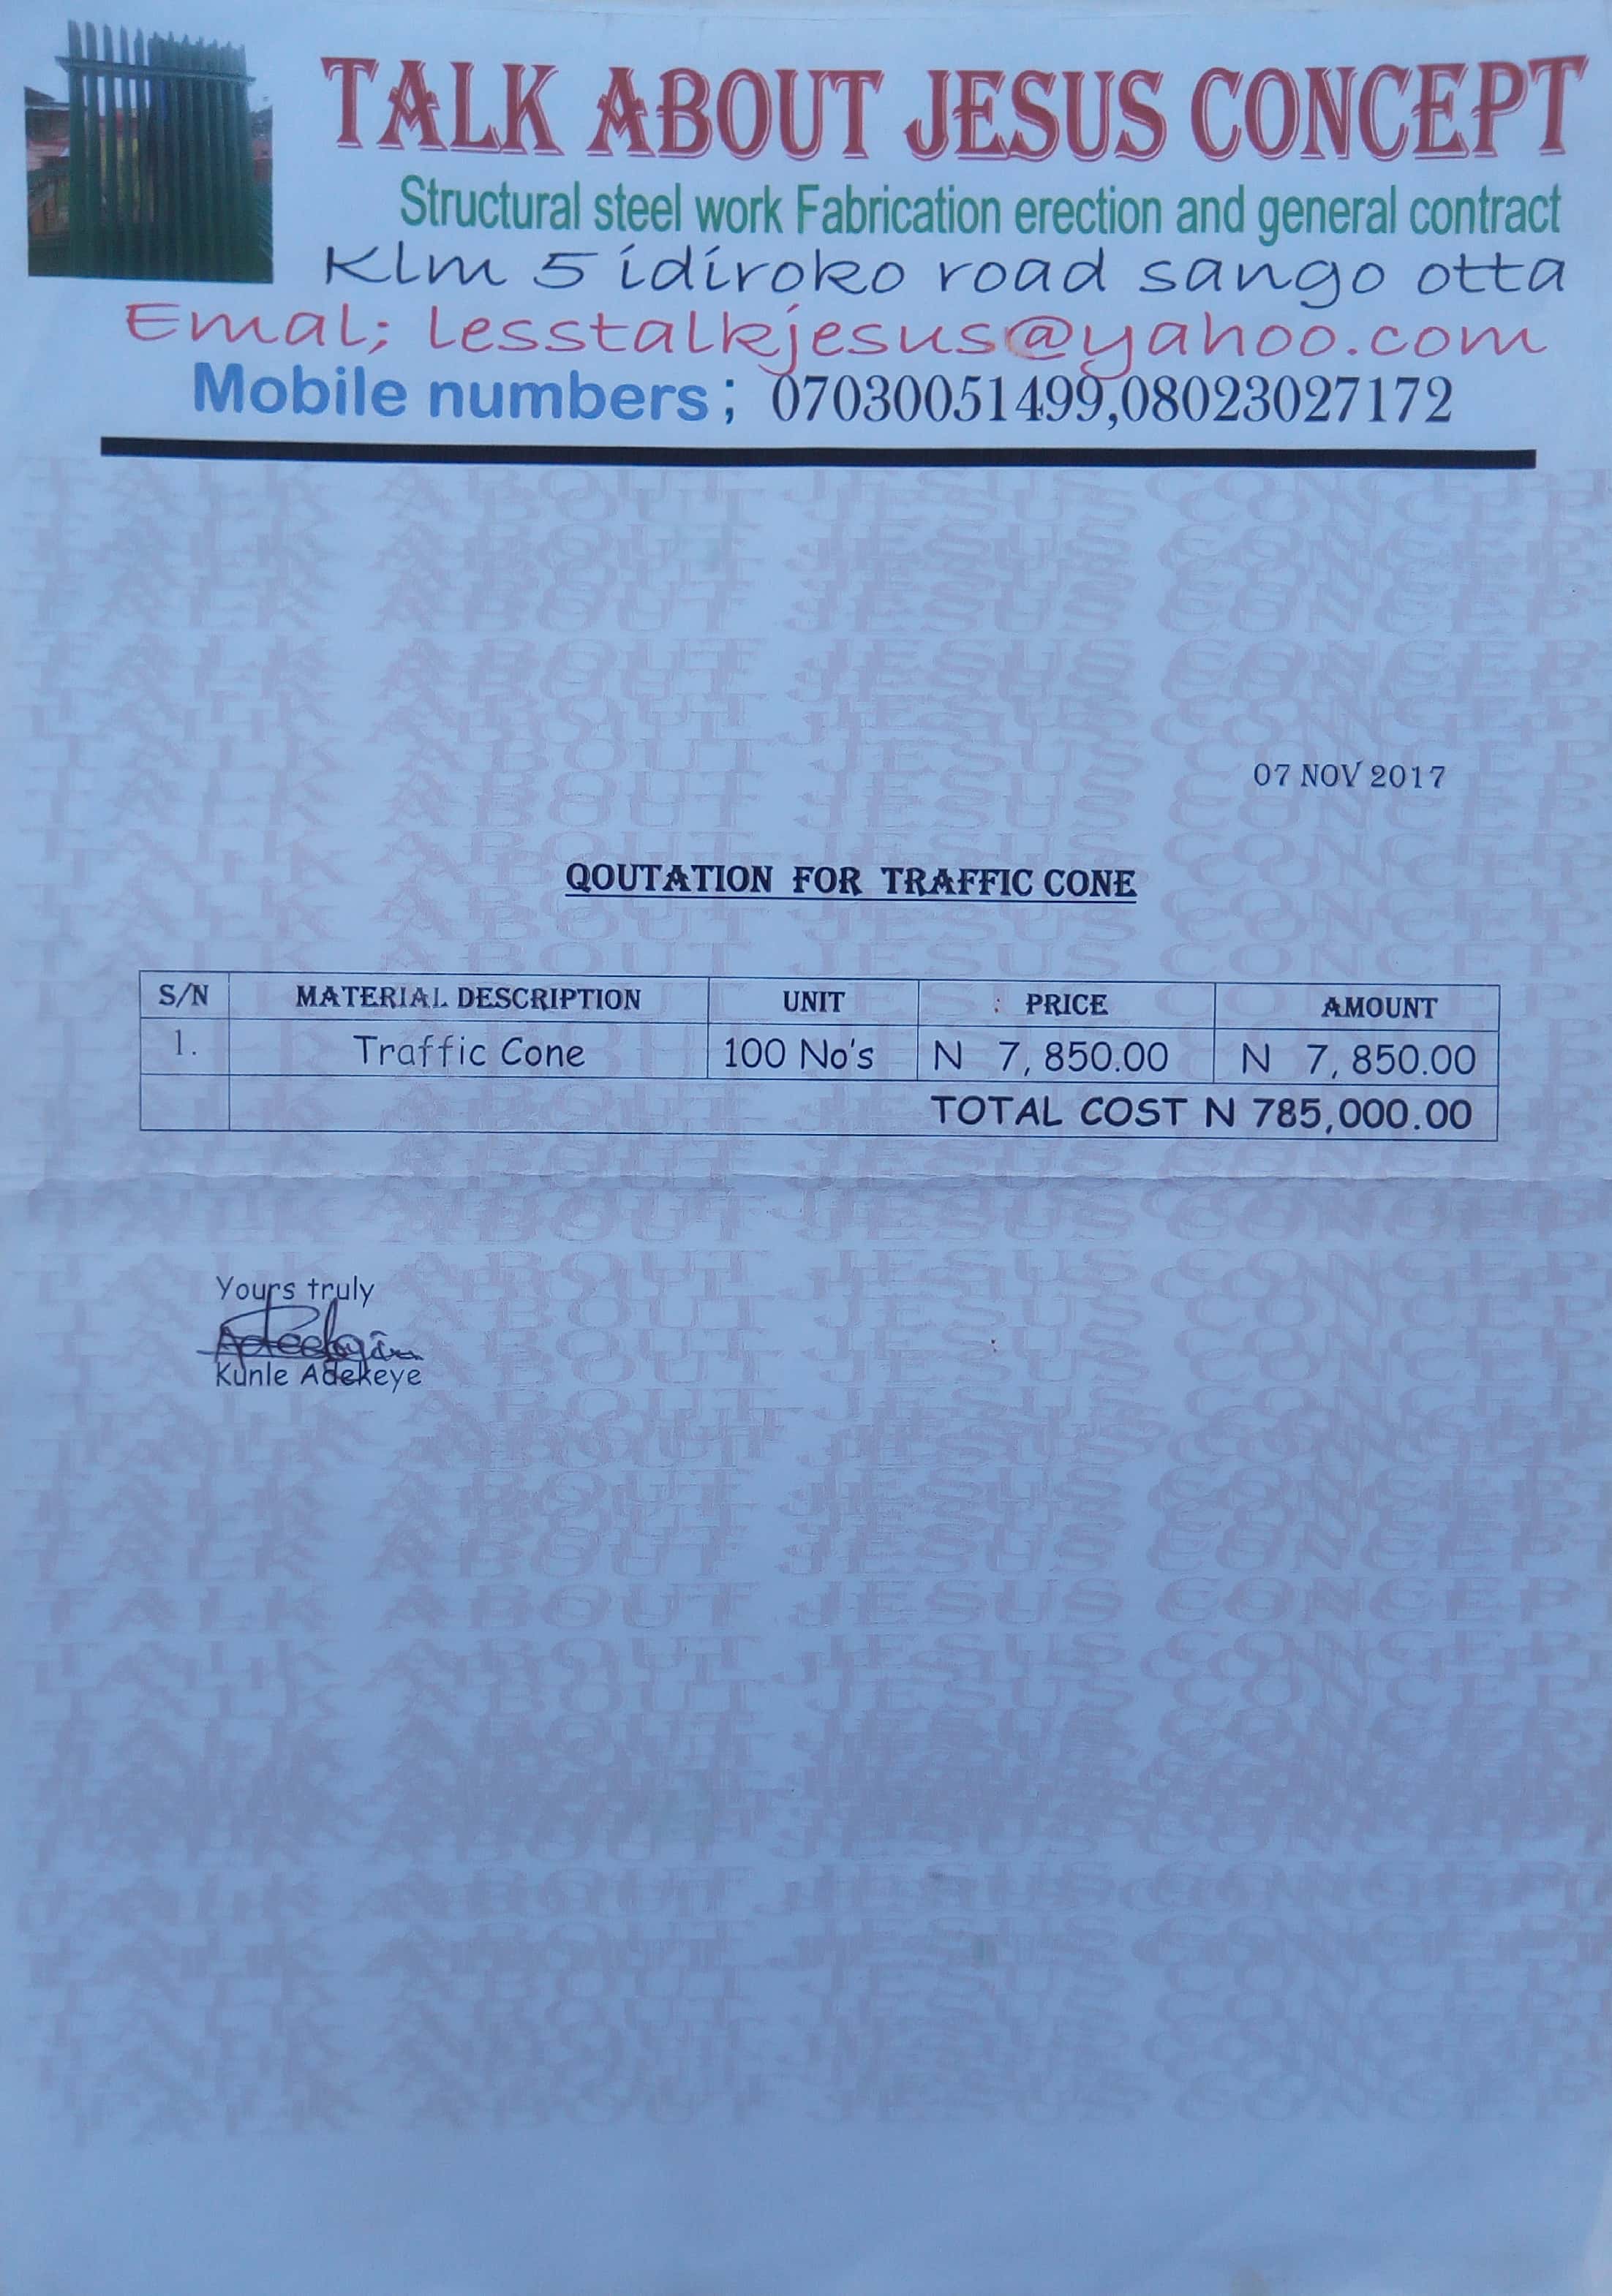 TALK ABOUT JESUS CONCEPT
Structural steel work Fabrication erection and general contract
Klm 5 idiroko road sango otta
Emal; lesstalkjesus@yahoo.com
Mobile numbers; 07030051499,08023027172
07 NOV 2017
QOUTATION FOR TRAFFIC CONE
S/N MATERIAL DESCRIPTION UNIT PRICE AMOUNT
1. Traffic Cone 100 No's N 7, 850.00 N 7, 850.00
TOTAL COST N 785,000.00
Yours truly
Kunle Adekeye